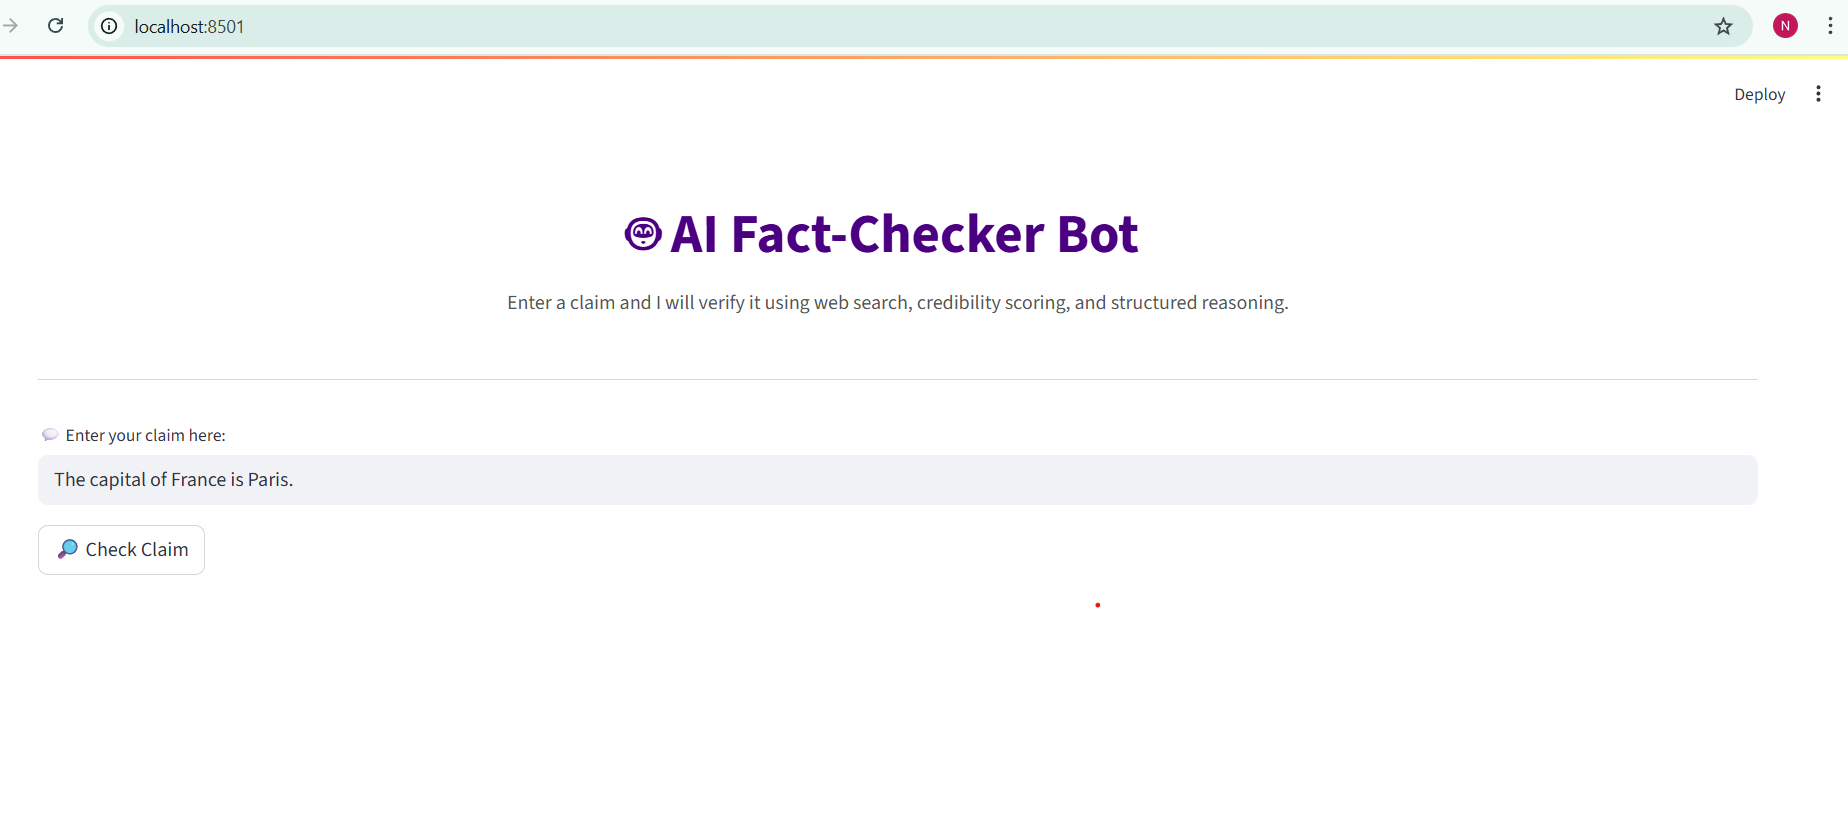 localhost:8501
N
Deploy
AI Fact-Checker Bot
Enter a claim and I will verify it using web search, credibility scoring, and structured reasoning.
Enter your claim here:
The capital of France is Paris.
Check Claim